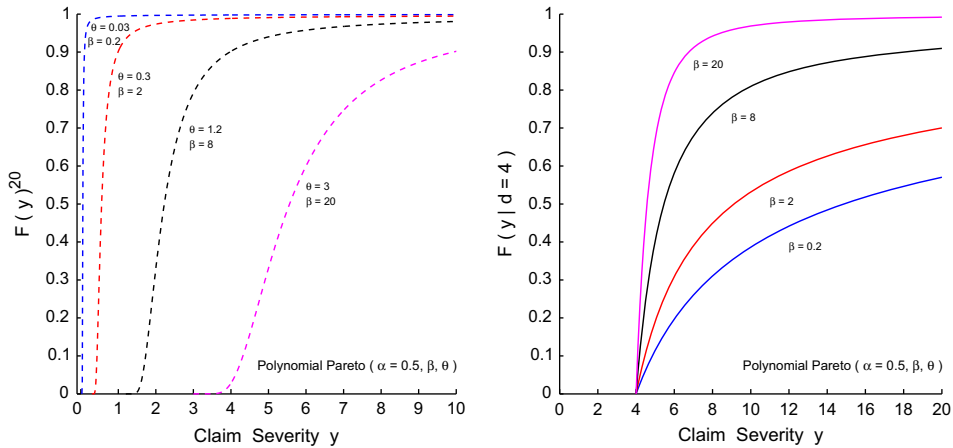 F ( y )^20
1
0.9
0.8
0.7
0.6
0.5
0.4
0.3
0.2
0.1
0
θ = 0.03
β = 0.2
θ = 0.3
β = 2
θ = 1.2
β = 8
θ = 3
β = 20
Polynomial Pareto ( α = 0.5, β, θ )
0 1 2 3 4 5 6 7 8 9 10
Claim Severity y
F ( y | d = 4 )
1
0.9
0.8
0.7
0.6
0.5
0.4
0.3
0.2
0.1
0
β = 20
β = 8
β = 2
β = 0.2
Polynomial Pareto ( α = 0.5, β, θ )
0 2 4 6 8 10 12 14 16 18 20
Claim Severity y